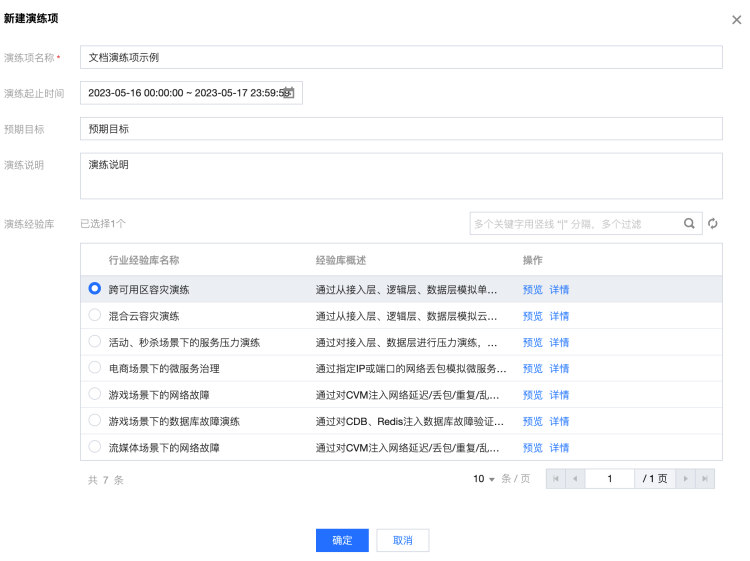 新建演练项
演练项名称 * 文档演练项示例
演练起止时间 2023-05-16 00:00:00 ~ 2023-05-17 23:59:59
预期目标 预期目标
演练说明 演练说明
演练经验库 已选择1个 多个关键字用竖线 "|" 分隔，多个过滤
行业经验库名称 经验库概述 操作
跨可用区容灾演练 通过从接入层、逻辑层、数据层模拟单... 预览 详情
混合云容灾演练 通过从接入层、逻辑层、数据层模拟云... 预览 详情
活动、秒杀场景下的服务压力演练 通过对接入层、数据层进行压力演练，... 预览 详情
电商场景下的微服务治理 通过指定IP或端口的网络丢包模拟微服务... 预览 详情
游戏场景下的网络故障 通过对CVM注入网络延迟/丢包/重复/乱... 预览 详情
游戏场景下的数据库故障演练 通过对CDB、Redis注入数据库故障验证... 预览 详情
流媒体场景下的网络故障 通过对CVM注入网络延迟/丢包/重复/乱... 预览 详情
共 7 条 10 条 / 页 1 / 1 页
确定 取消